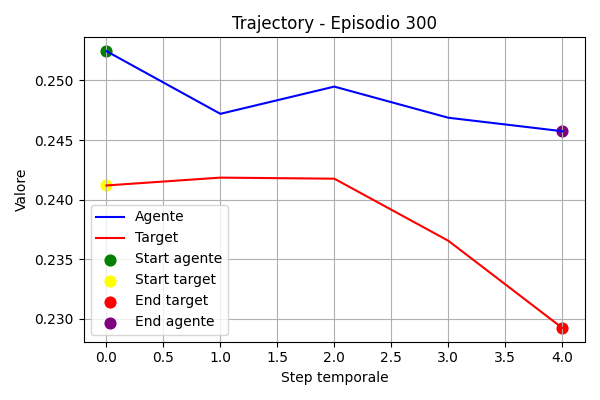 Trajectory - Episodio 300
Valore
0.250
0.245
0.240
0.235
0.230
Agente
Target
Start agente
Start target
End target
End agente
0.0 0.5 1.0 1.5 2.0 2.5 3.0 3.5 4.0
Step temporale